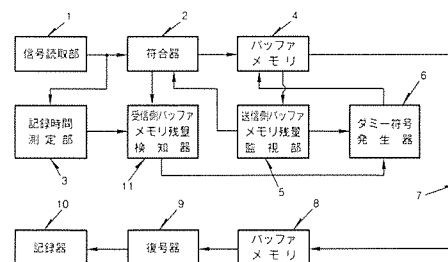 1
2
4
信号読取部
符合器
バッファ
メモリ
6
記録時間
測定部
受信側バッファ
メモリ残量
検知器
送信側バッファ
メモリ残量
監視部
ダミー符号
発生器
3
11
5
7
10
9
8
記録器
復号器
バッファ
メモリ